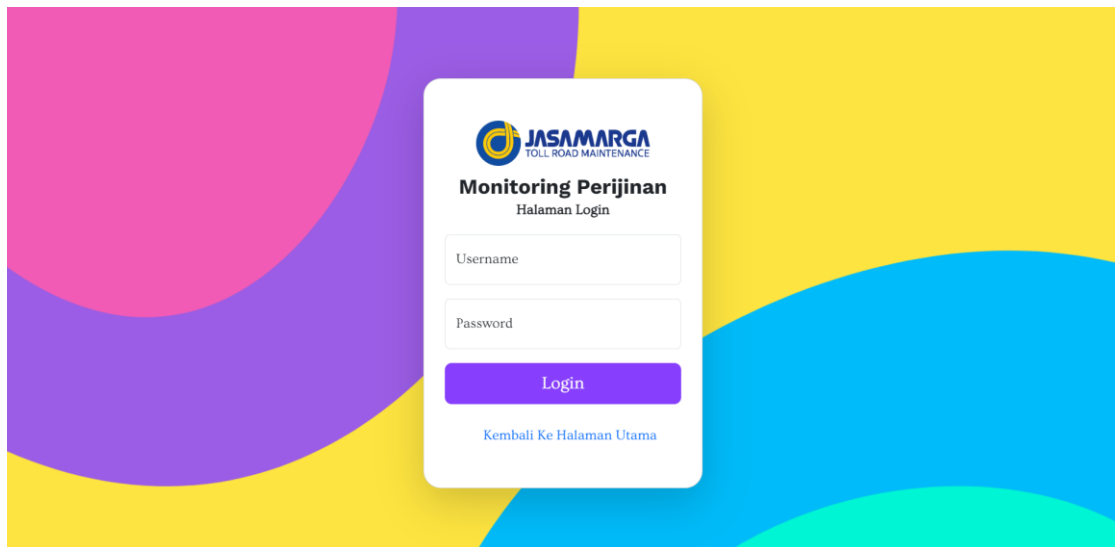 JASAMARGA
TOLL ROAD MAINTENANCE
Monitoring Perijinan
Halaman Login
Username
Password
Login
Kembali Ke Halaman Utama